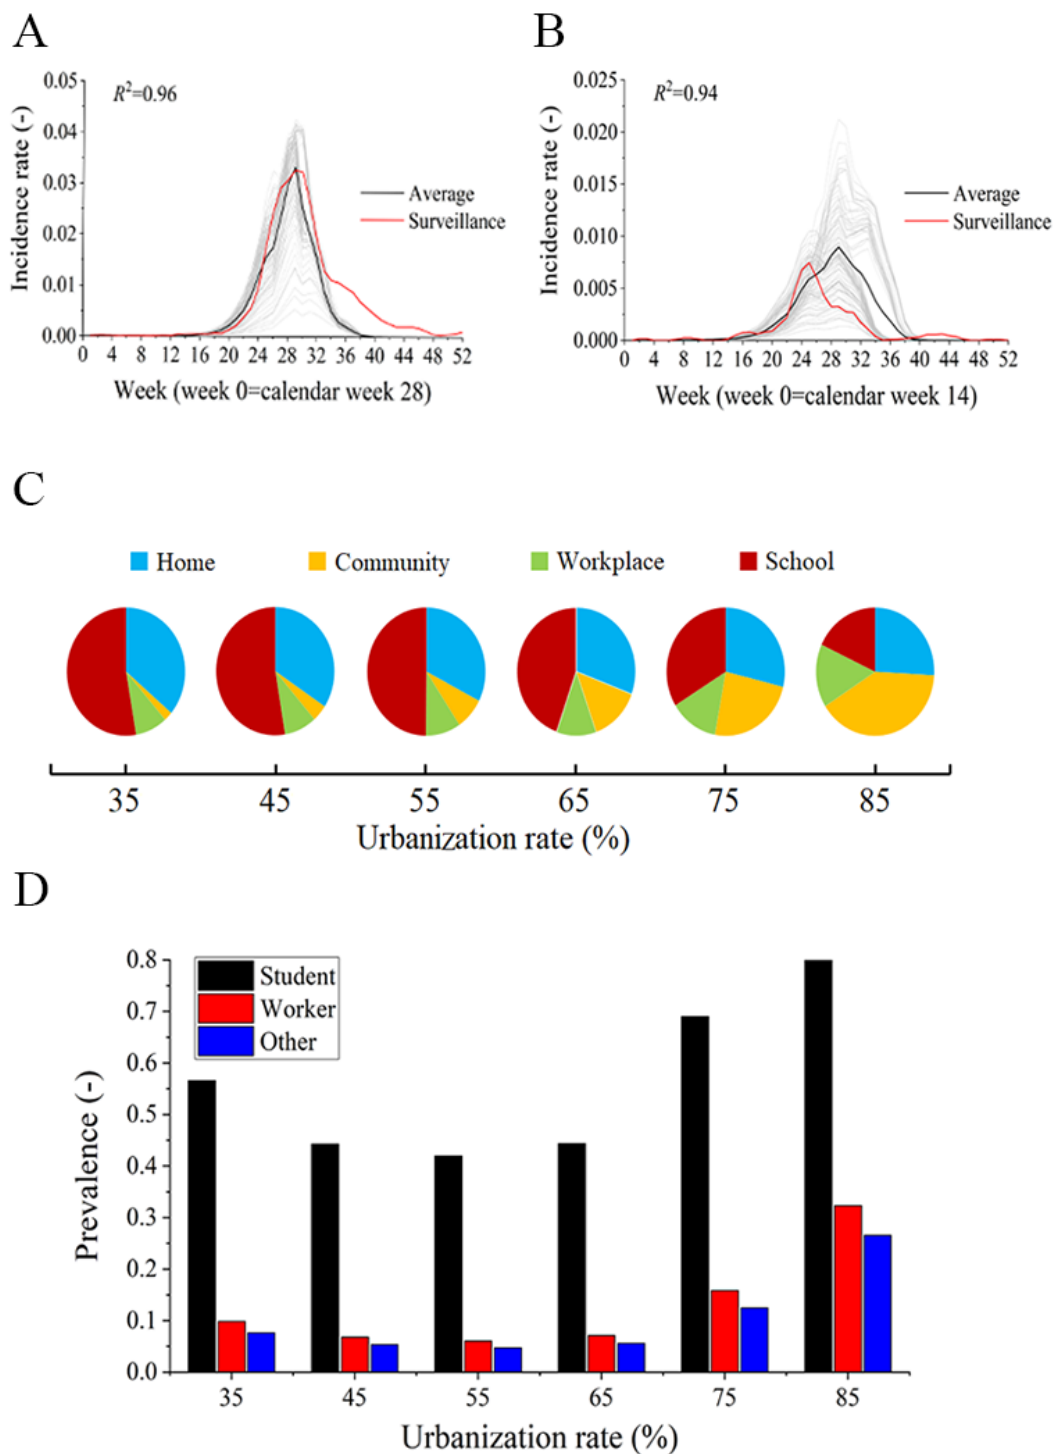 A
B
0.05
0.04
0.03
0.02
0.01
0.00
Incidence rate (-)
R²=0.96
Average
Surveillance
0 4 8 12 16 20 24 28 32 36 40 44 48 52
Week (week 0=calendar week 28)
0.025
0.020
0.015
0.010
0.005
0.000
Incidence rate (-)
R²=0.94
Average
Surveillance
0 4 8 12 16 20 24 28 32 36 40 44 48 52
Week (week 0=calendar week 14)
C
Home Community Workplace School
35 45 55 65 75 85
Urbanization rate (%)
D
0.8
0.7
0.6
0.5
0.4
0.3
0.2
0.1
0.0
Prevalence (-)
Student
Worker
Other
35 45 55 65 75 85
Urbanization rate (%)